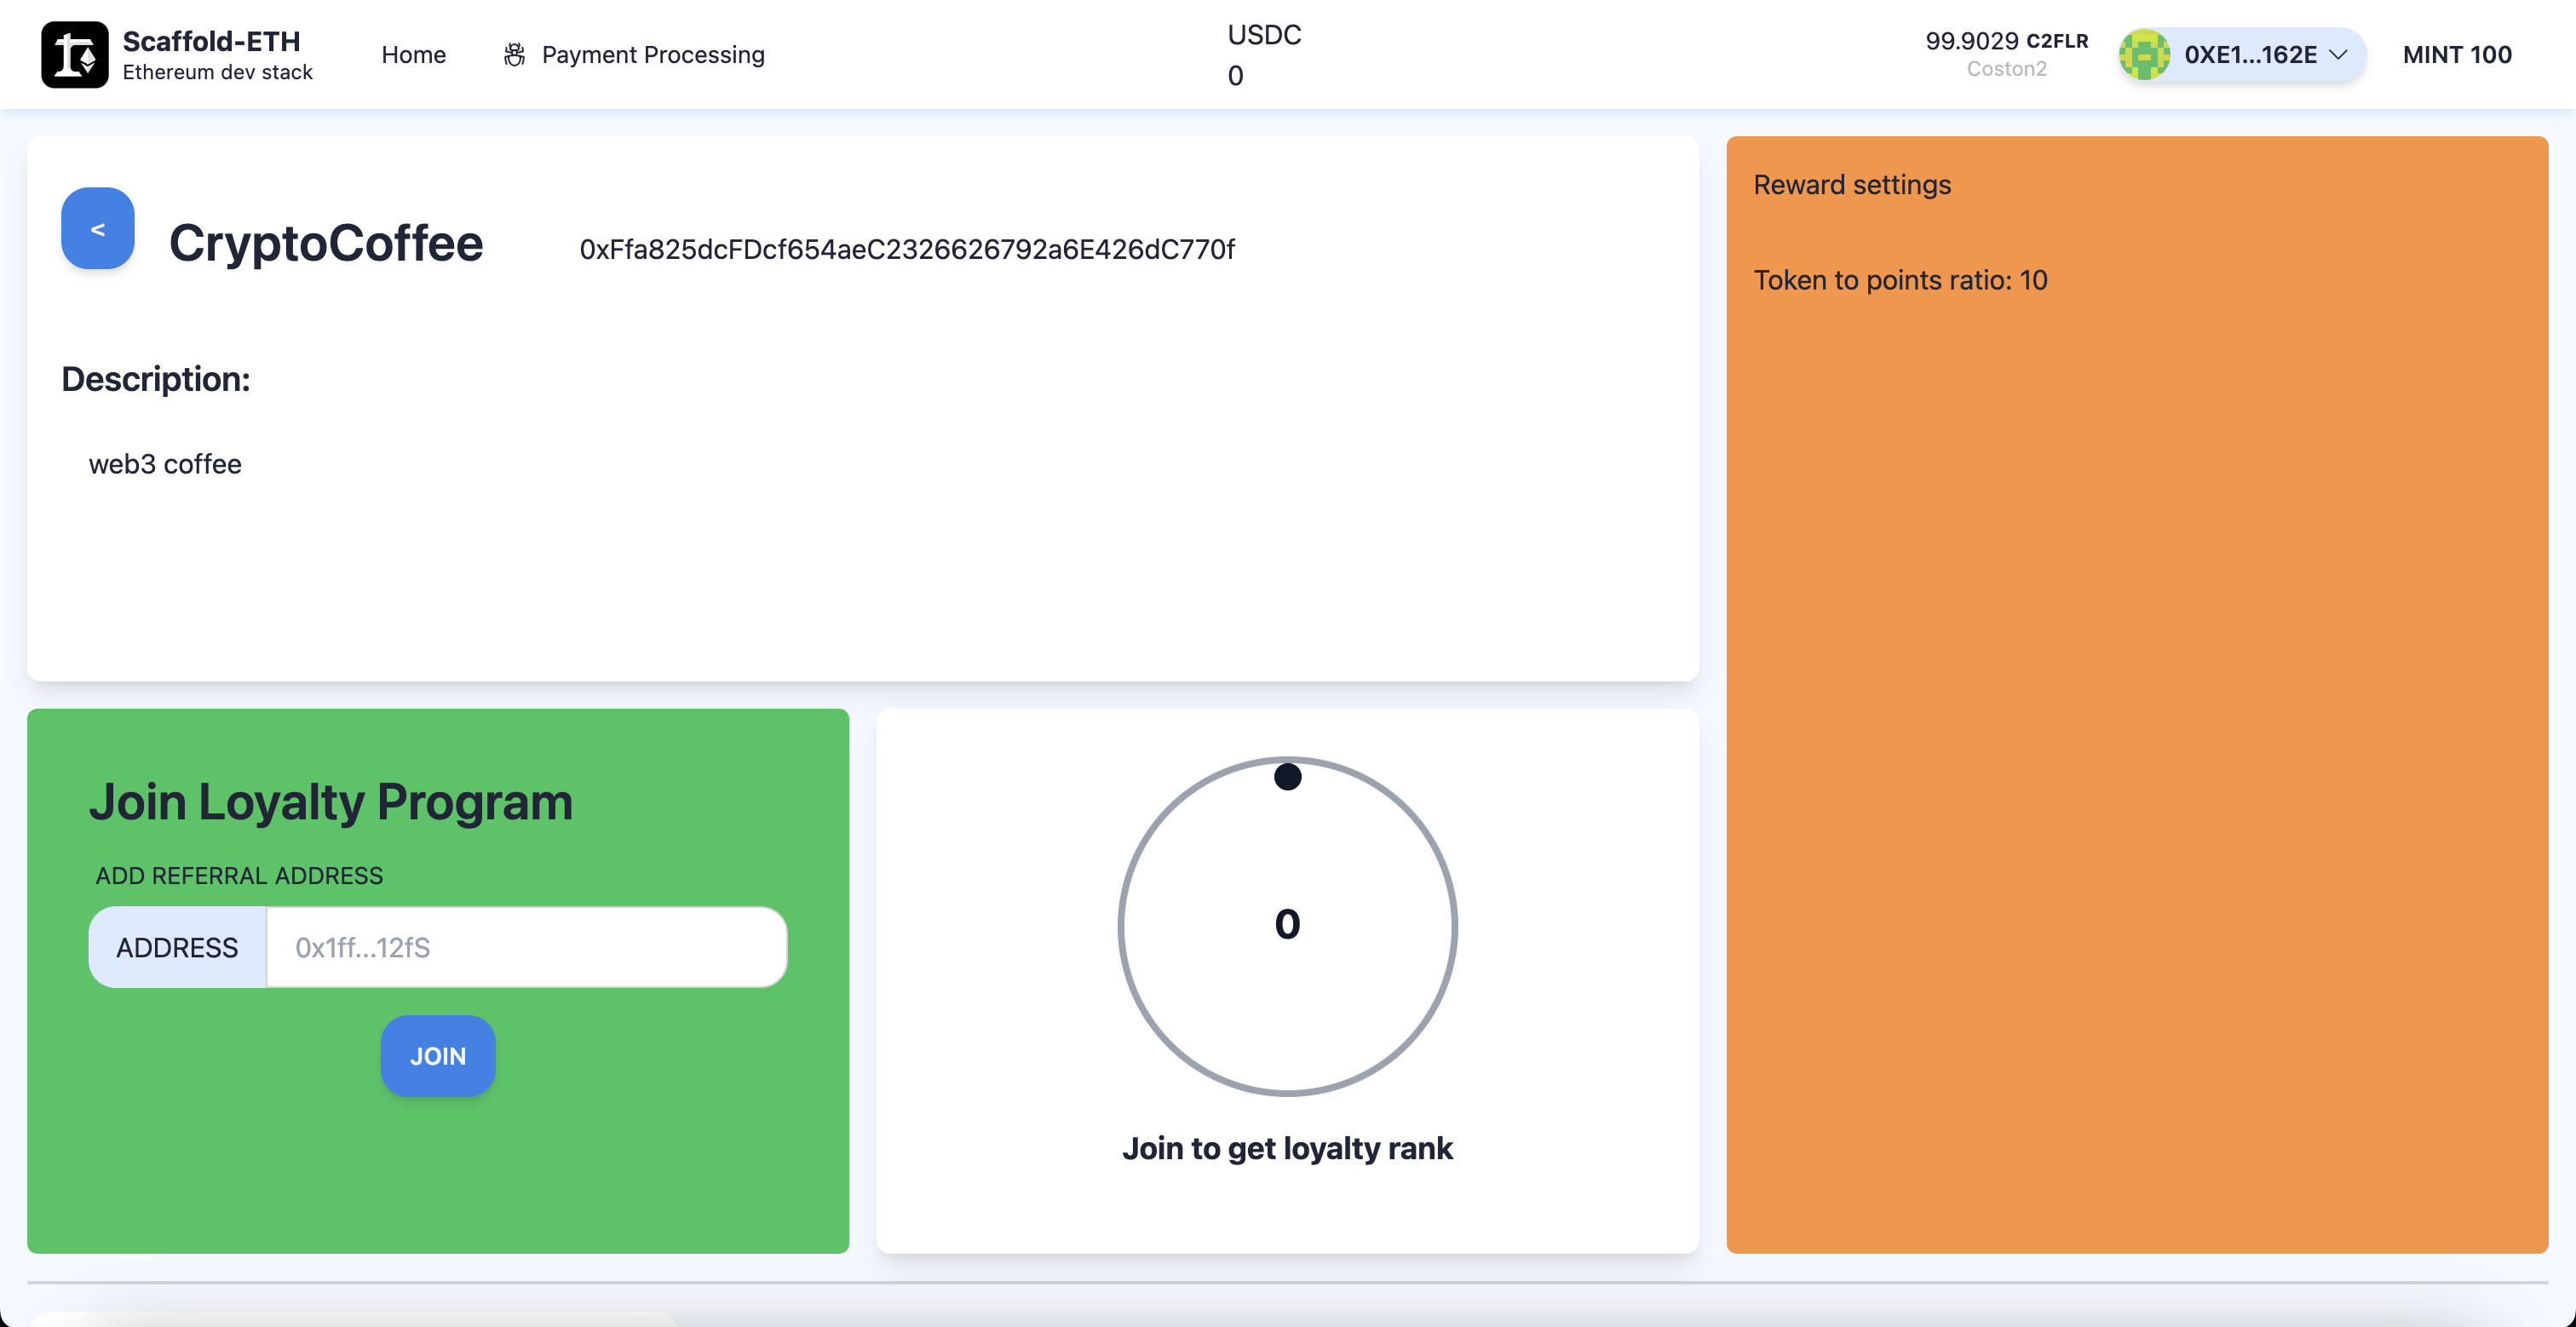 Scaffold-ETH
Ethereum dev stack
Home
Payment Processing
USDC
0
99.9029 C2FLR
Coston2
0XE1...162E
MINT 100
<
CryptoCoffee
0xFfa825dcFDcf654aeC2326626792a6E426dC770f
Description:
web3 coffee
Reward settings
Token to points ratio: 10
Join Loyalty Program
ADD REFERRAL ADDRESS
ADDRESS
0x1ff...12fS
JOIN
0
Join to get loyalty rank